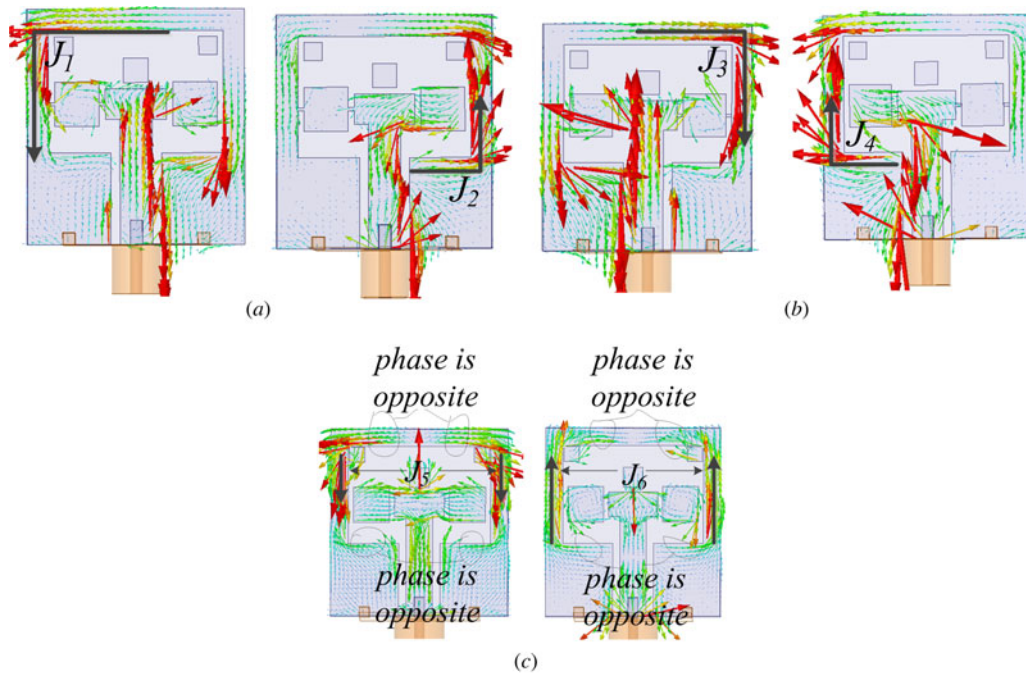 J1
J2
J3
J4
(a)
(b)
phase is
opposite
phase is
opposite
J5
J6
phase is
opposite
phase is
opposite
(c)